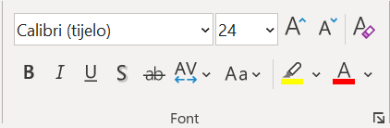 Calibri (tijelo) 24 A A A
B I U S ab AV Aa A
Font